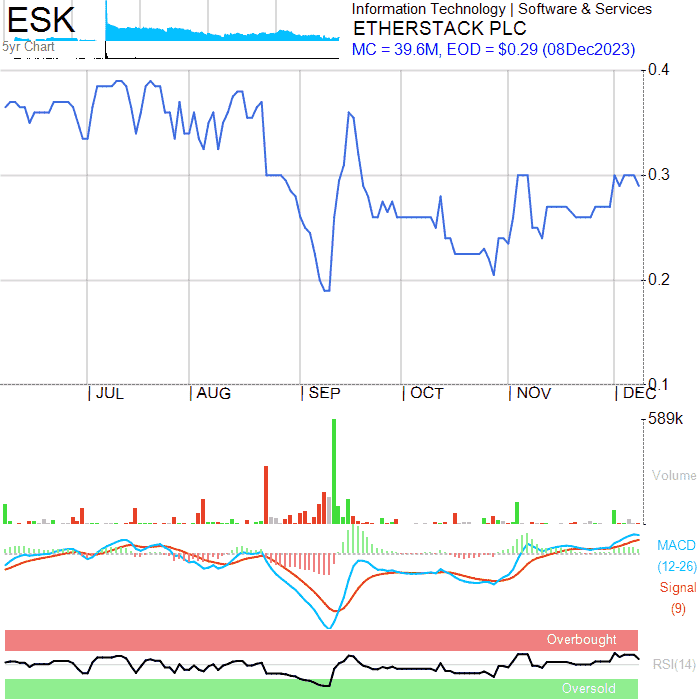 ESK
5yr Chart
Information Technology | Software & Services
ETHERSTACK PLC
MC = 39.6M, EOD = $0.29 (08Dec2023)
0.4
0.3
0.2
0.1
| JUL | AUG | SEP | OCT | NOV | DEC
589k
Volume
MACD
(12-26)
Signal
(9)
Overbought
RSI(14)
Oversold